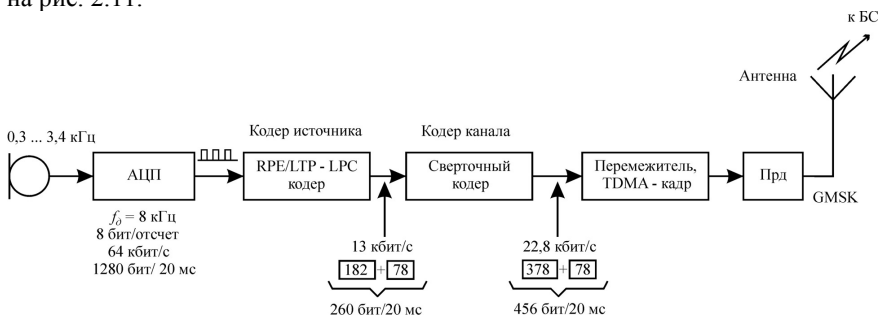 на рис. 2.11.
к БС
Антенна
0,3 ... 3,4 кГц
Кодер источника
Кодер канала
АЦП
RPE/LTP - LPC
кодер
Сверточный
кодер
Перемежитель,
TDMA - кадр
Прд
GMSK
f∂ = 8 кГц
8 бит/отсчет
64 кбит/с
1280 бит/ 20 мс
13 кбит/с
182 + 78
260 бит/20 мс
22,8 кбит/с
378 + 78
456 бит/20 мс